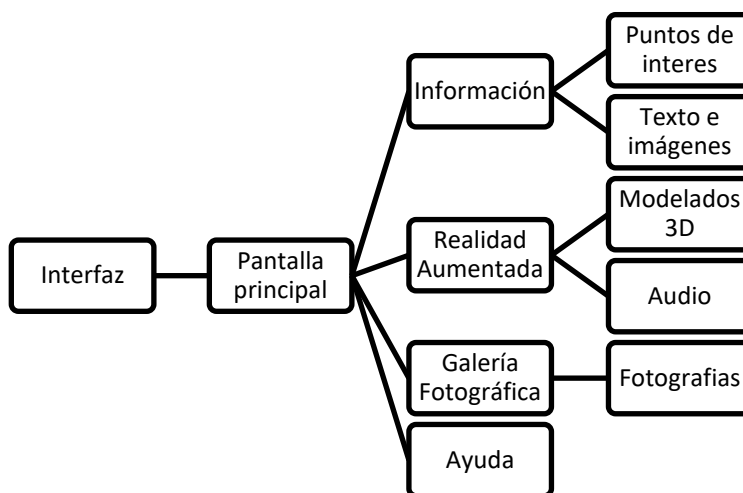 Interfaz
Pantalla
principal
Información
Puntos de
interes
Texto e
imágenes
Realidad
Aumentada
Modelados
3D
Audio
Galería
Fotográfica
Fotografias
Ayuda